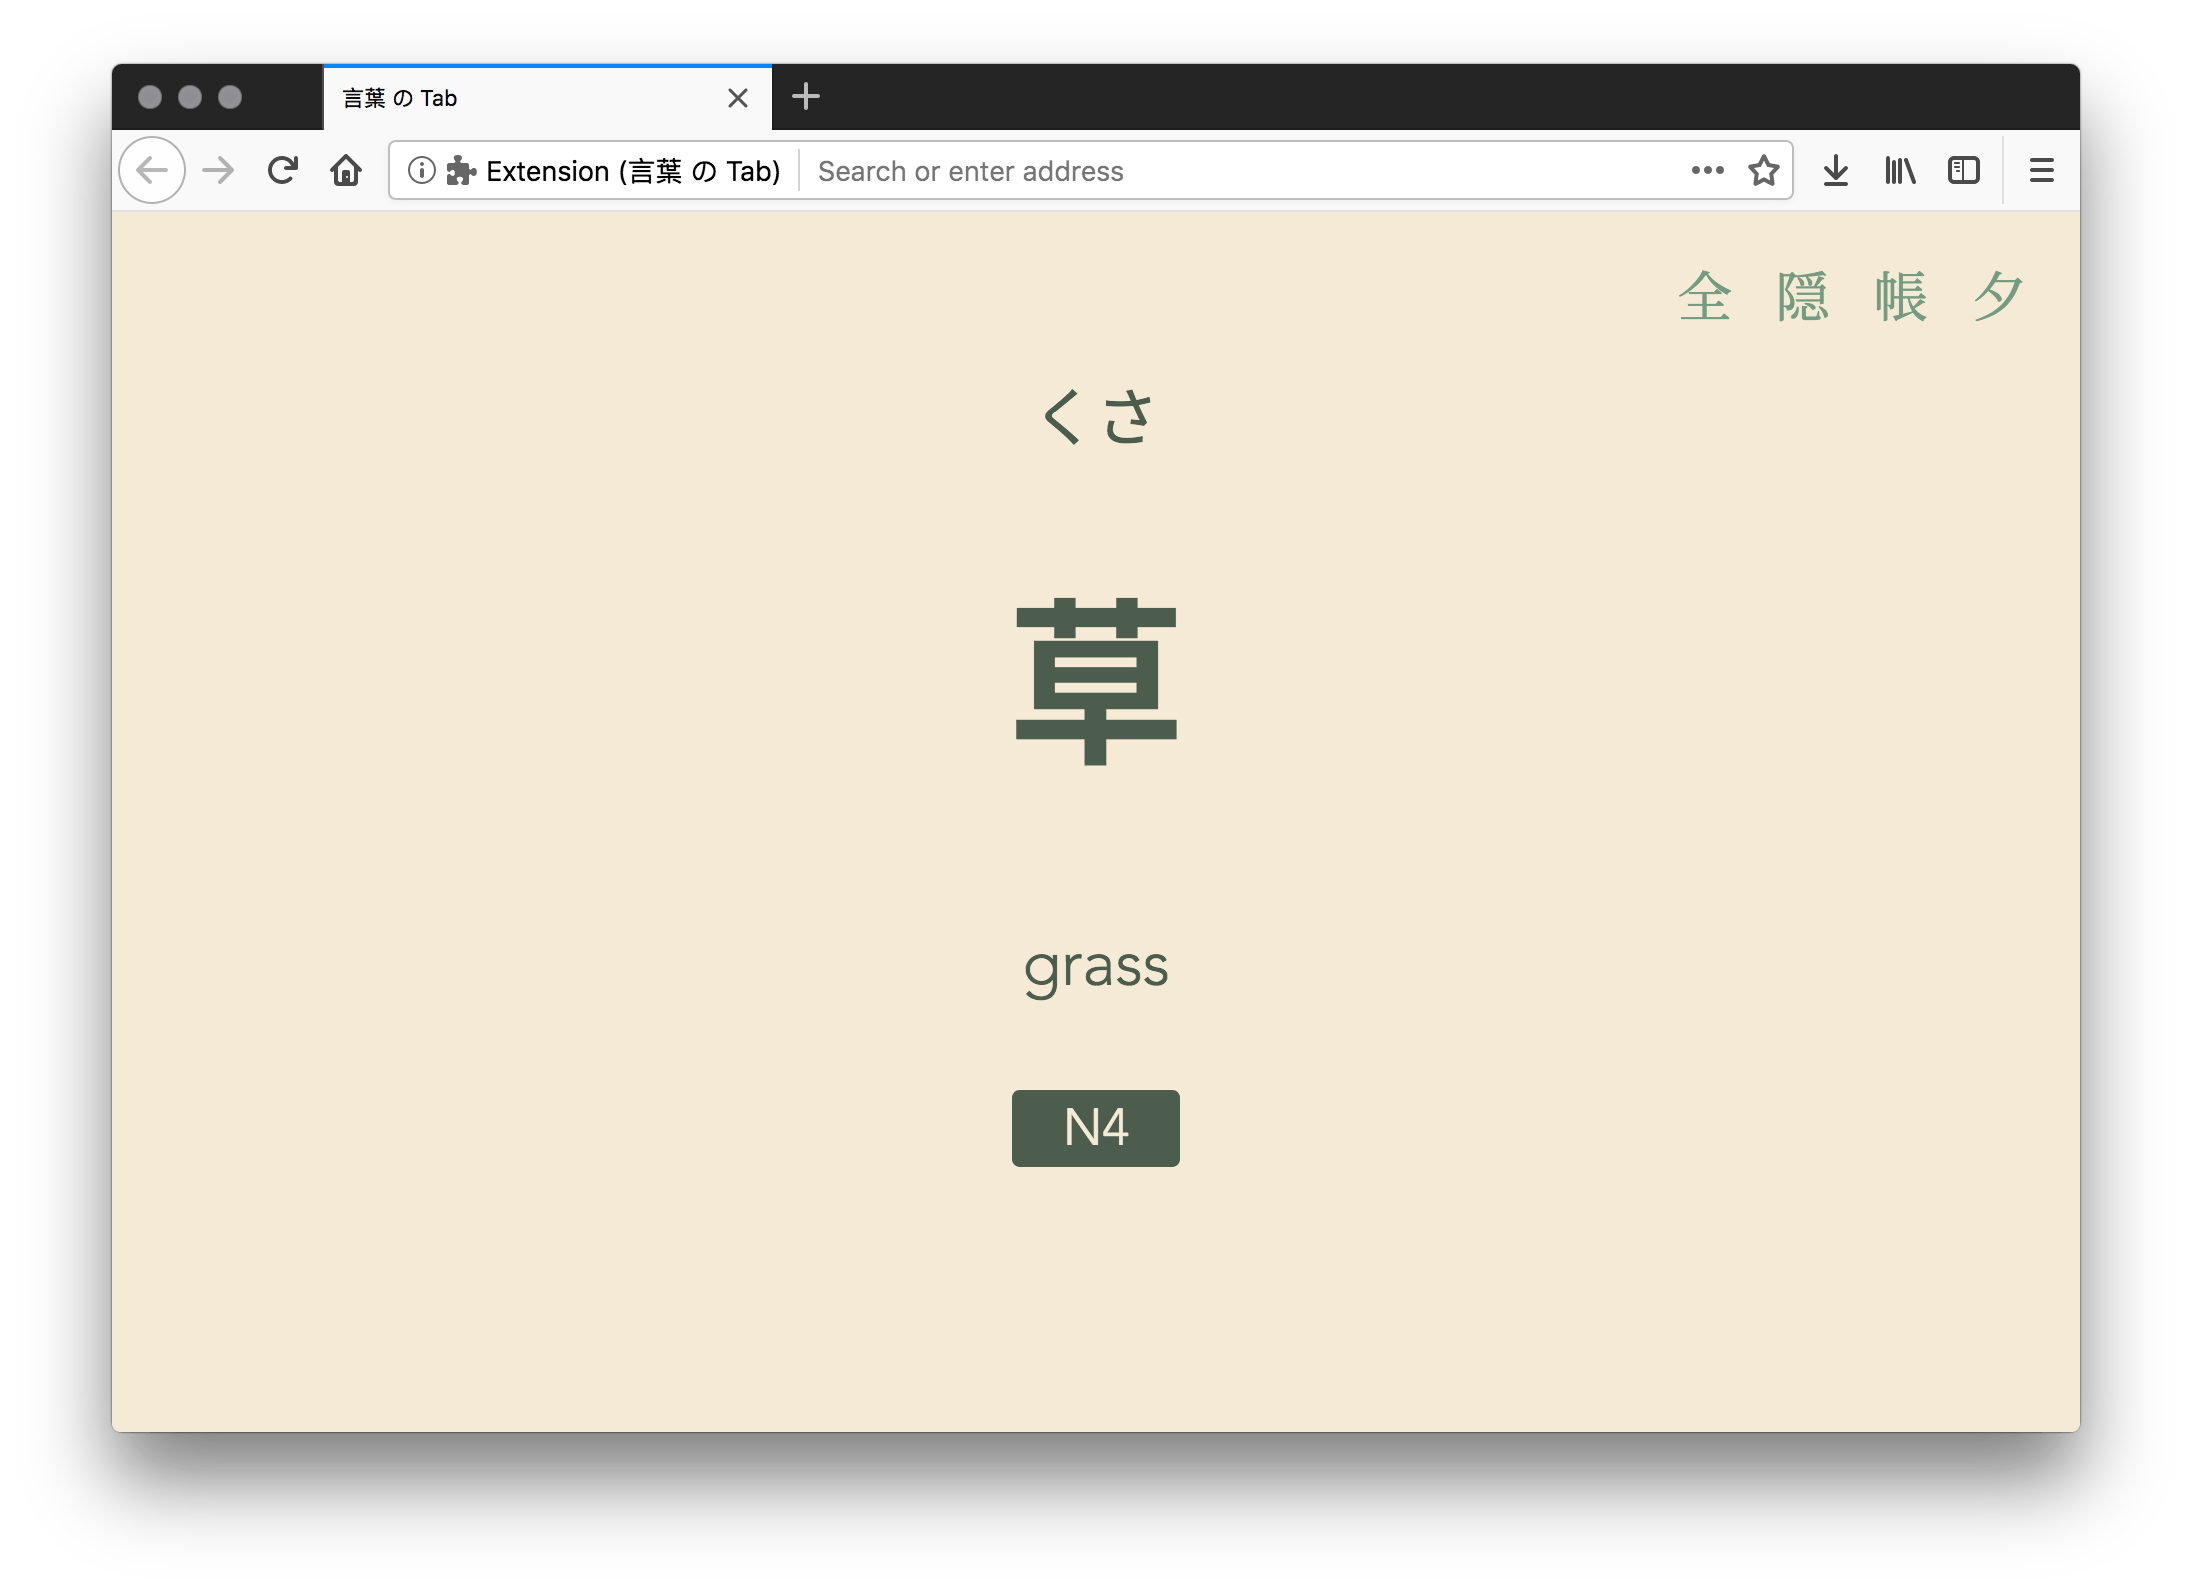 言葉 の Tab
Extension (言葉 の Tab) Search or enter address
全 隠 帳 夕
くさ
草
grass
N4